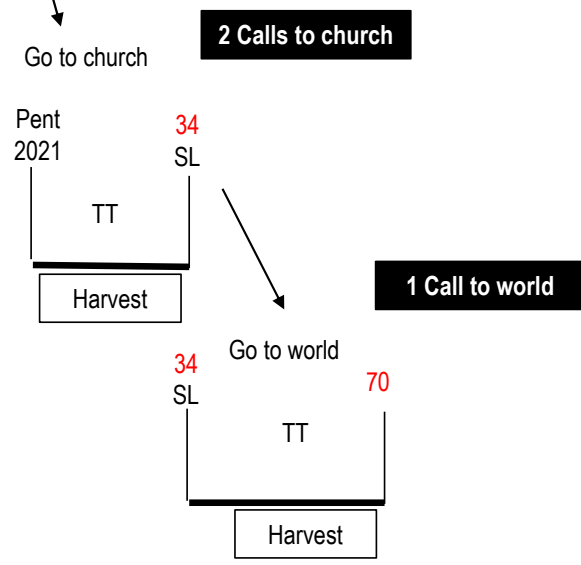 2 Calls to church
Go to church
Pent
2021
34
SL
TT
Harvest
1 Call to world
Go to world
34
SL
70
TT
Harvest